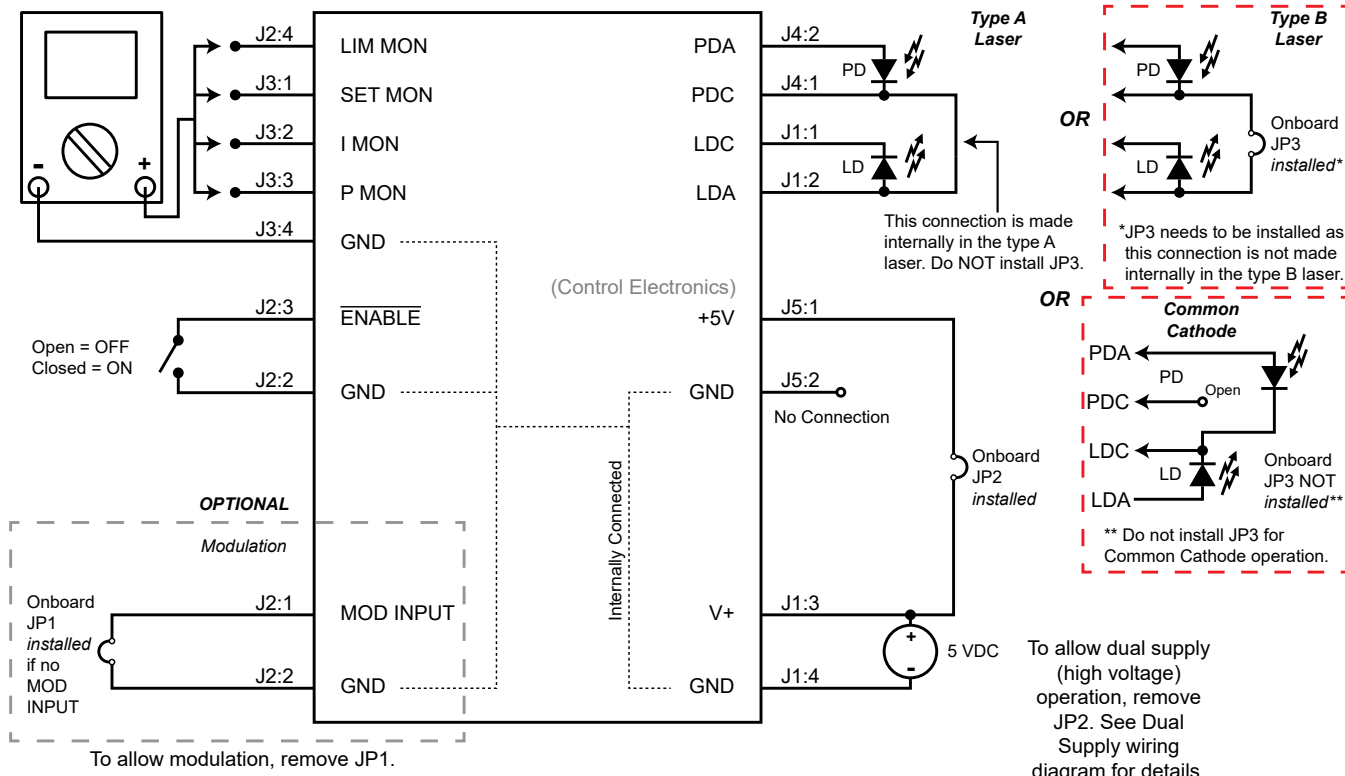 J2:4
LIM MON
J3:1
SET MON
J3:2
I MON
J3:3
P MON
J3:4
GND
- +
J2:3
ENABLE
Open = OFF
Closed = ON
J2:2
GND
OPTIONAL
Modulation
Onboard
JP1
installed
if no
MOD
INPUT
J2:1
MOD INPUT
J2:2
GND
To allow modulation, remove JP1.
(Control Electronics)
Internally Connected
PDA
J4:2
PDC
J4:1
LDC
J1:1
LDA
J1:2
PD
LD
Type A
Laser
This connection is made
internally in the type A
laser. Do NOT install JP3.
+5V
J5:1
GND
J5:2
No Connection
Onboard
JP2
installed
V+
J1:3
+
-
5 VDC
GND
J1:4
To allow dual supply
(high voltage)
operation, remove
JP2. See Dual
Supply wiring
diagram for details
OR
Type B
Laser
PD
LD
Onboard
JP3
installed*
*JP3 needs to be installed as
this connection is not made
internally in the type B laser.
OR
Common
Cathode
PDA
PD
PDC
Open
LDC
LD
LDA
Onboard
JP3 NOT
installed**
** Do not install JP3 for
Common Cathode operation.